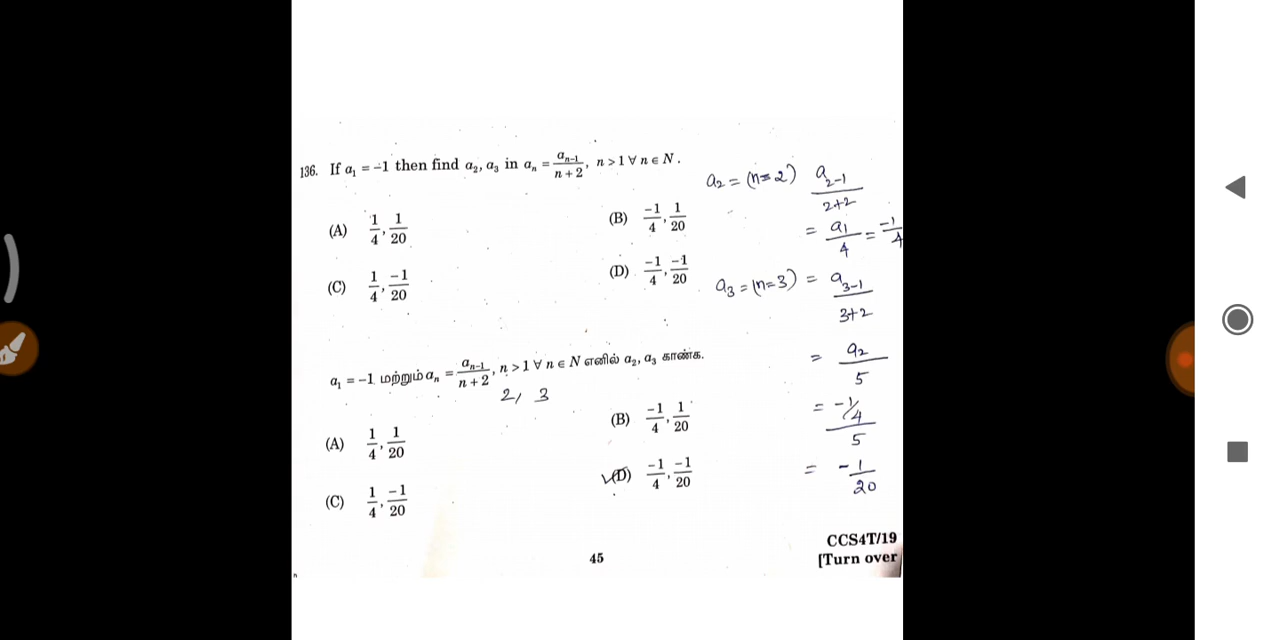 136. If a₁ = −1 then find a₂, a₃ in aₙ = aₙ₋₁/(n + 2), n > 1 ∀ n ∈ N.
(A) 1/4, 1/20
(B) −1/4, 1/20
(C) 1/4, −1/20
(D) −1/4, −1/20
a₁ = −1 மற்றும் aₙ = aₙ₋₁/(n + 2), n > 1 ∀ n ∈ N எனில் a₂, a₃ காண்க.
2, 3
(A) 1/4, 1/20
(B) −1/4, 1/20
(C) 1/4, −1/20
✓(D) −1/4, −1/20
a₂ = (n=2) a₂₋₁/(2+2)
= a₁/4 = −1/4
a₃ = (n=3) = a₃₋₁/(3+2)
= a₂/5
= (−1/4)/5
= −1/20
45
CCS4T/19
[Turn over